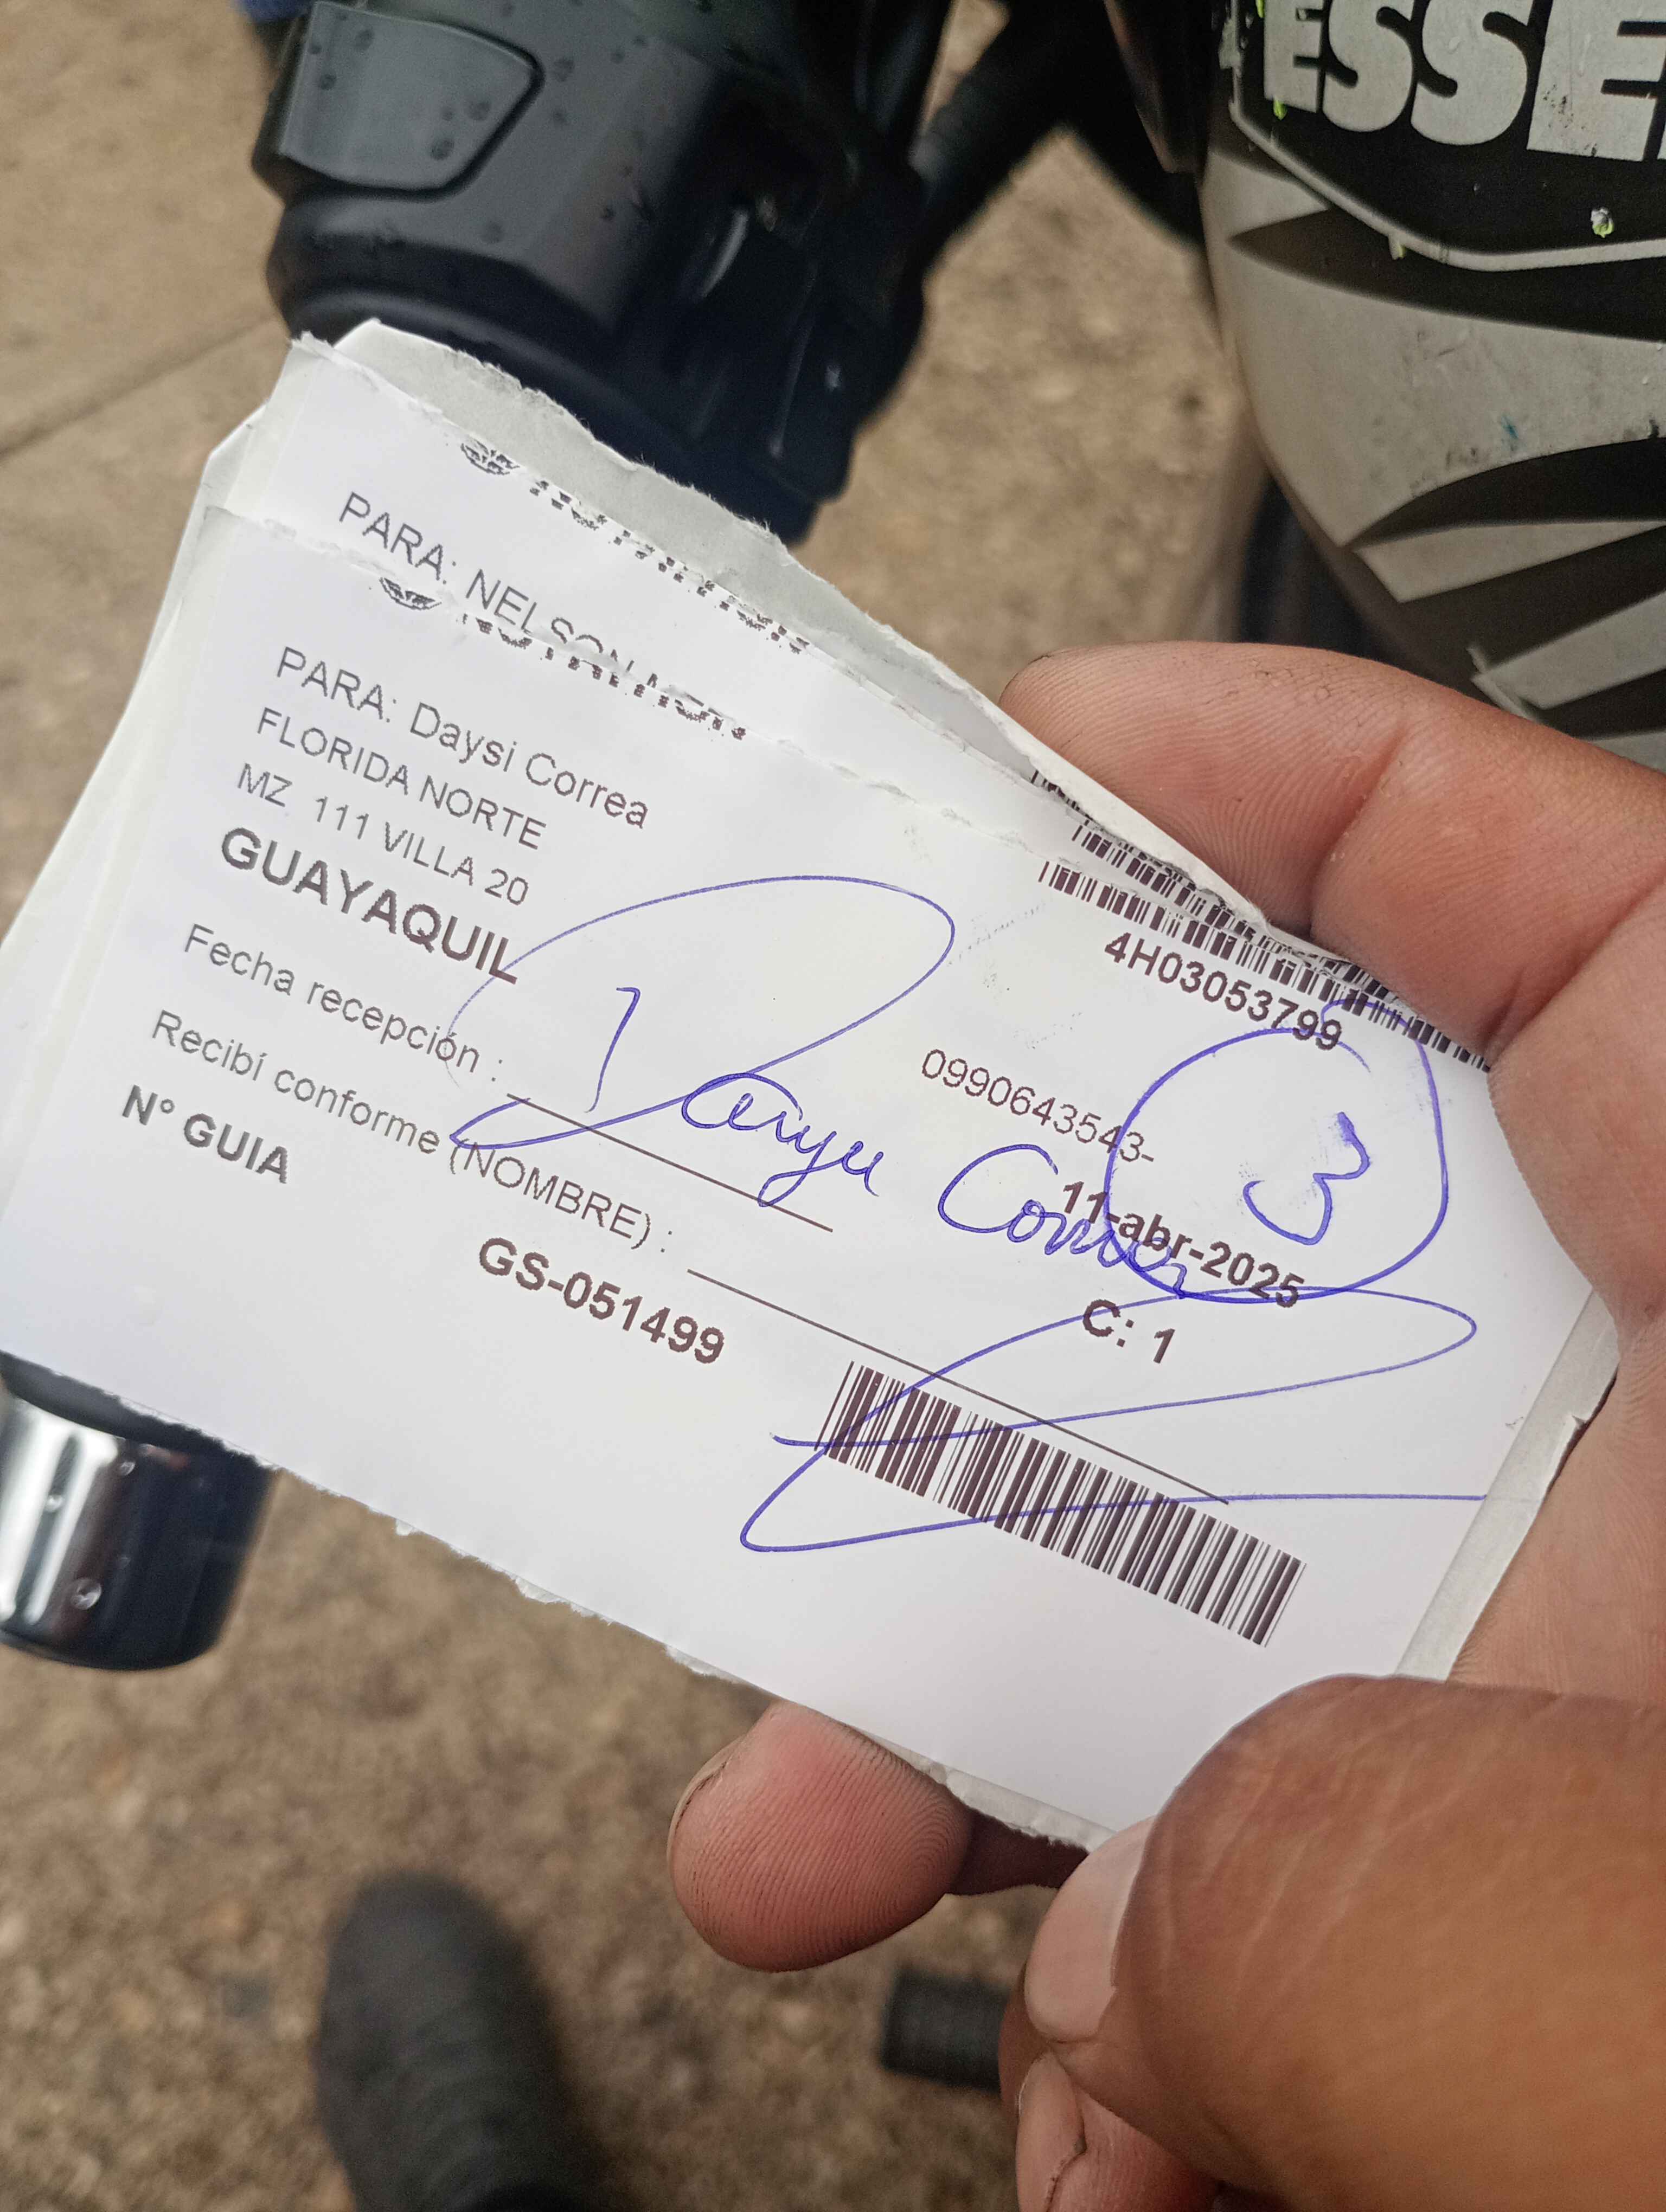 ESSE
PARA: NELSON
PARA: Daysi Correa
FLORIDA NORTE
MZ 111 VILLA 20
GUAYAQUIL
4H03053799
0990643543-
Fecha recepción :
11-abr-2025
Recibí conforme (NOMBRE) :
C: 1
N° GUIA
GS-051499
3